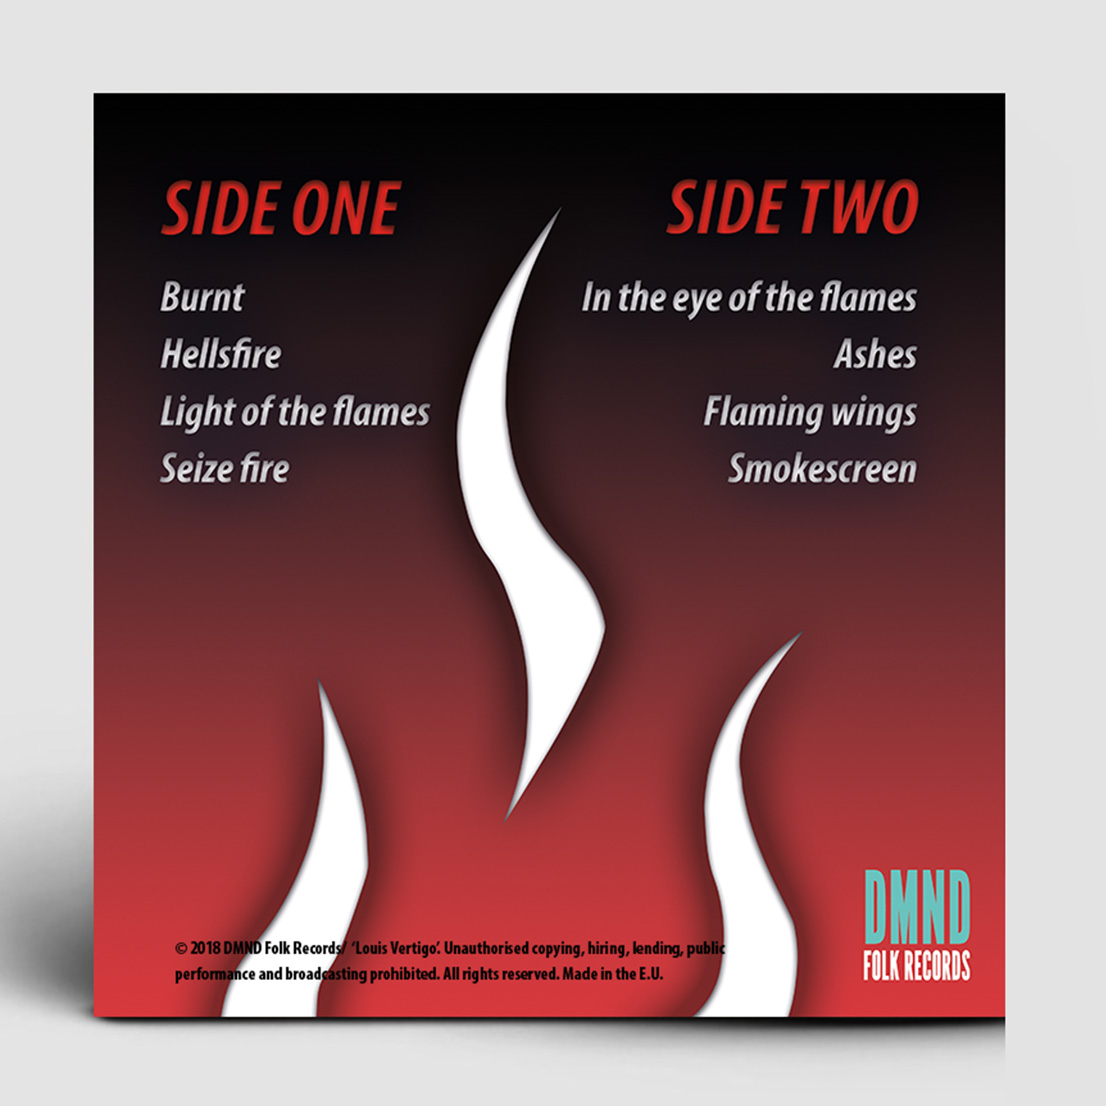 SIDE ONE
Burnt
Hellsfire
Light of the flames
Seize fire
SIDE TWO
In the eye of the flames
Ashes
Flaming wings
Smokescreen
© 2018 DMND Folk Records/ ‘Louis Vertigo’. Unauthorised copying, hiring, lending, public
performance and broadcasting prohibited. All rights reserved. Made in the E.U.
DMND
FOLK RECORDS